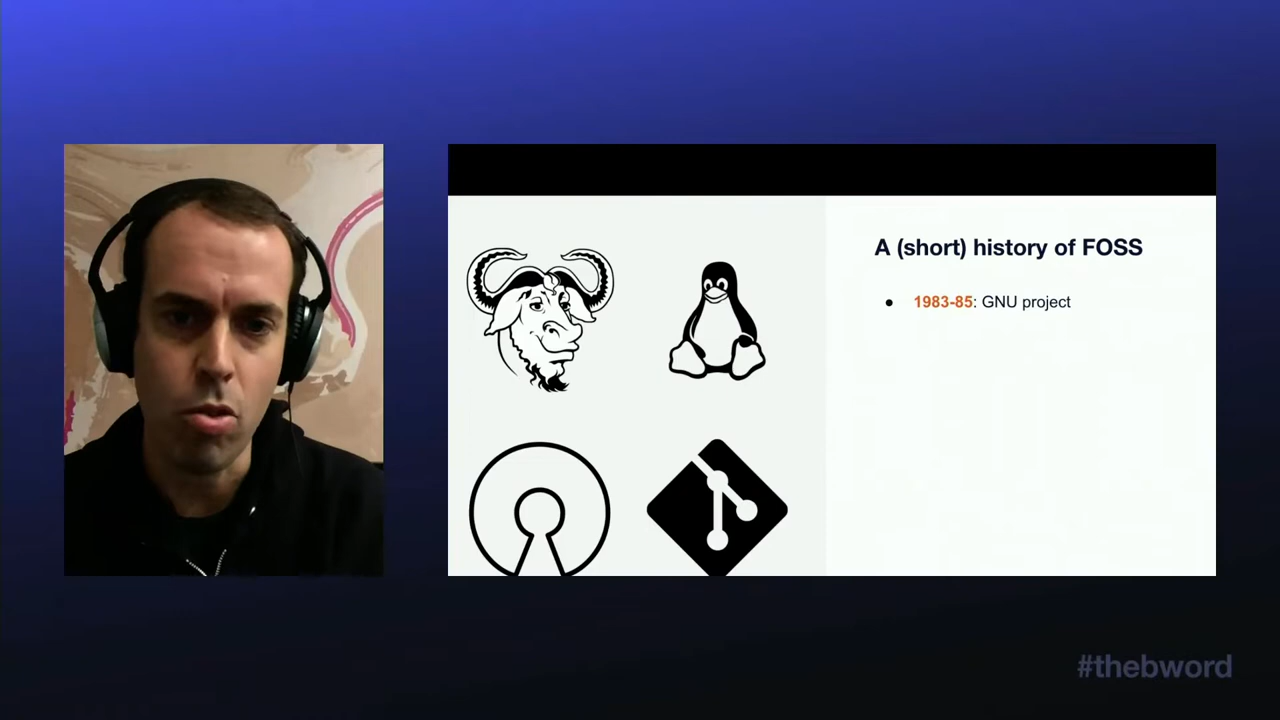 A (short) history of FOSS
● 1983-85: GNU project
#thebword